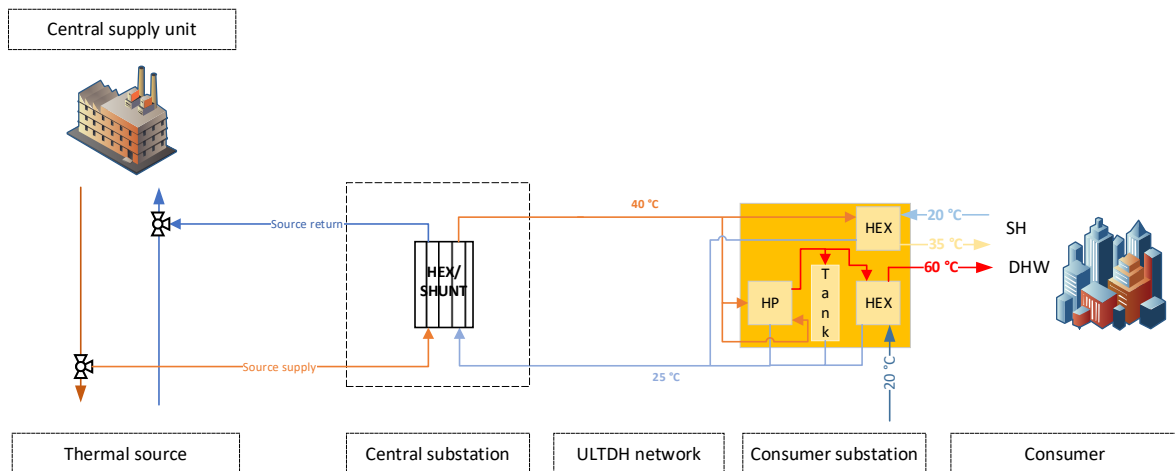 Central supply unit
Source return
Source supply
HEX/
SHUNT
40 °C
25 °C
HEX
HP
Tank
HEX
20 °C
35 °C
60 °C
20 °C
SH
DHW
Thermal source
Central substation
ULTDH network
Consumer substation
Consumer